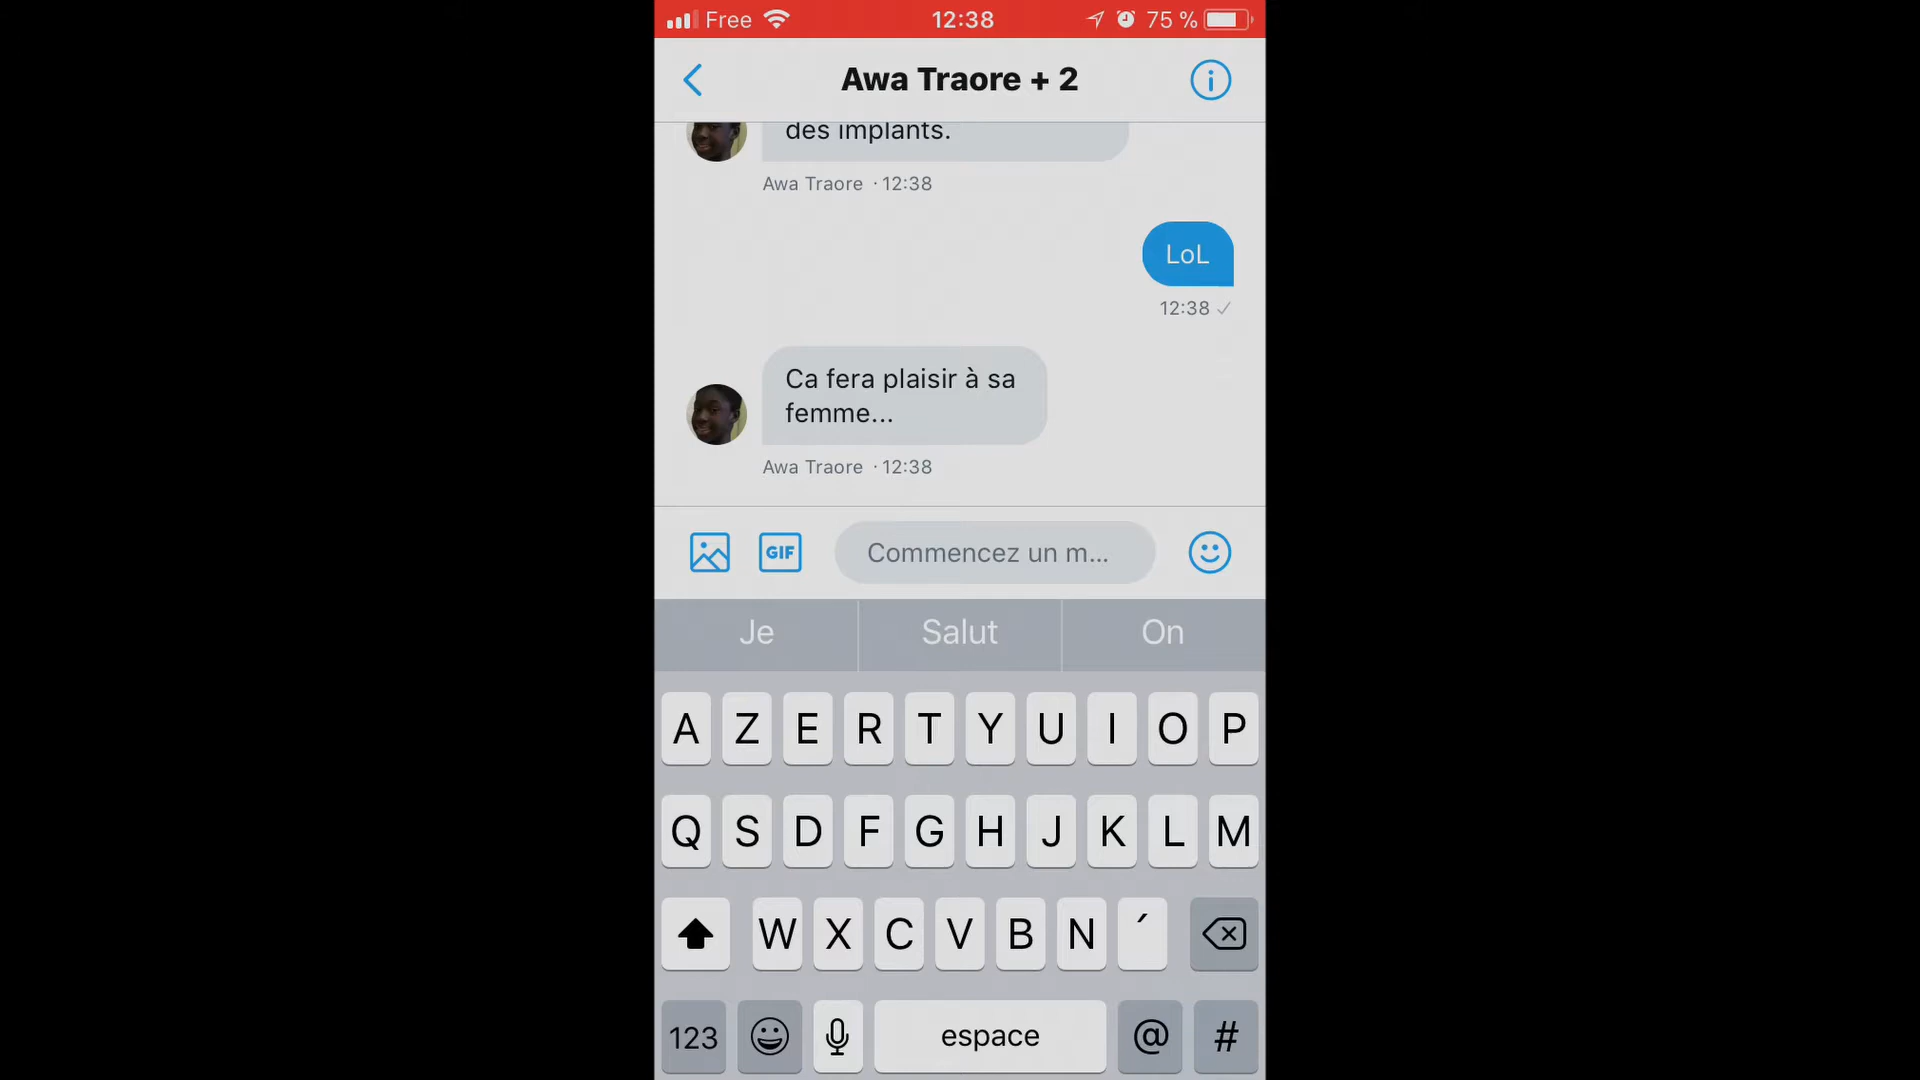 Free 12:38 75 %
Awa Traore + 2
des implants.
Awa Traore · 12:38
LoL
12:38
Ca fera plaisir à sa
femme...
Awa Traore · 12:38
GIF Commencez un m...
Je Salut On
A Z E R T Y U I O P
Q S D F G H J K L M
W X C V B N ´
123 espace @ #